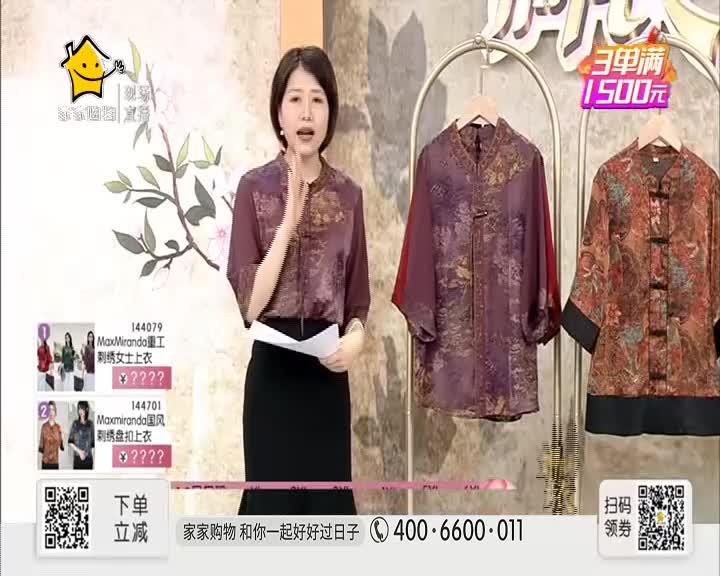 家家购物
居家
直播
3单满
1500元
1
144079
MaxMiranda重工
刺绣女士上衣
¥????
2
144701
Maxmiranda国风
刺绣盘扣上衣
¥????
下单
立减
家家购物 和你一起好好过日子
400·6600·011
扫码
领券